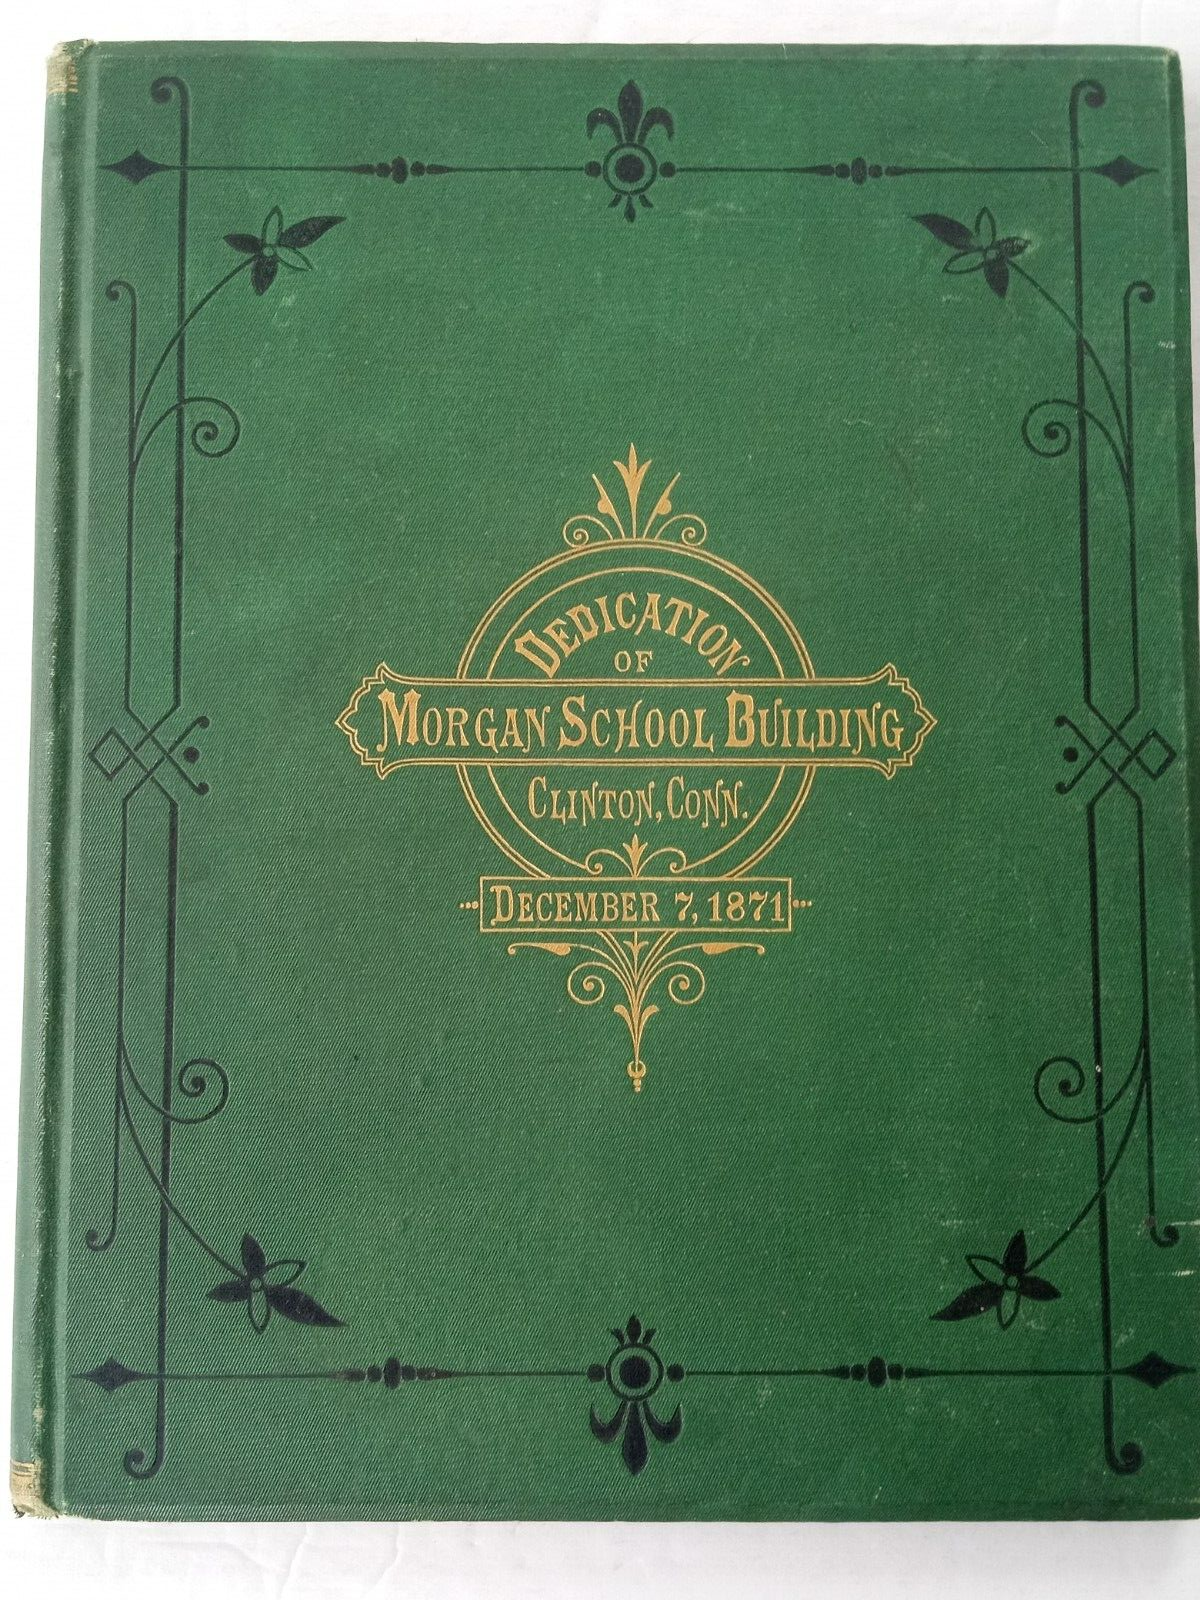 DEDICATION
OF
MORGAN SCHOOL BUILDING
CLINTON, CONN.
DECEMBER 7, 1871